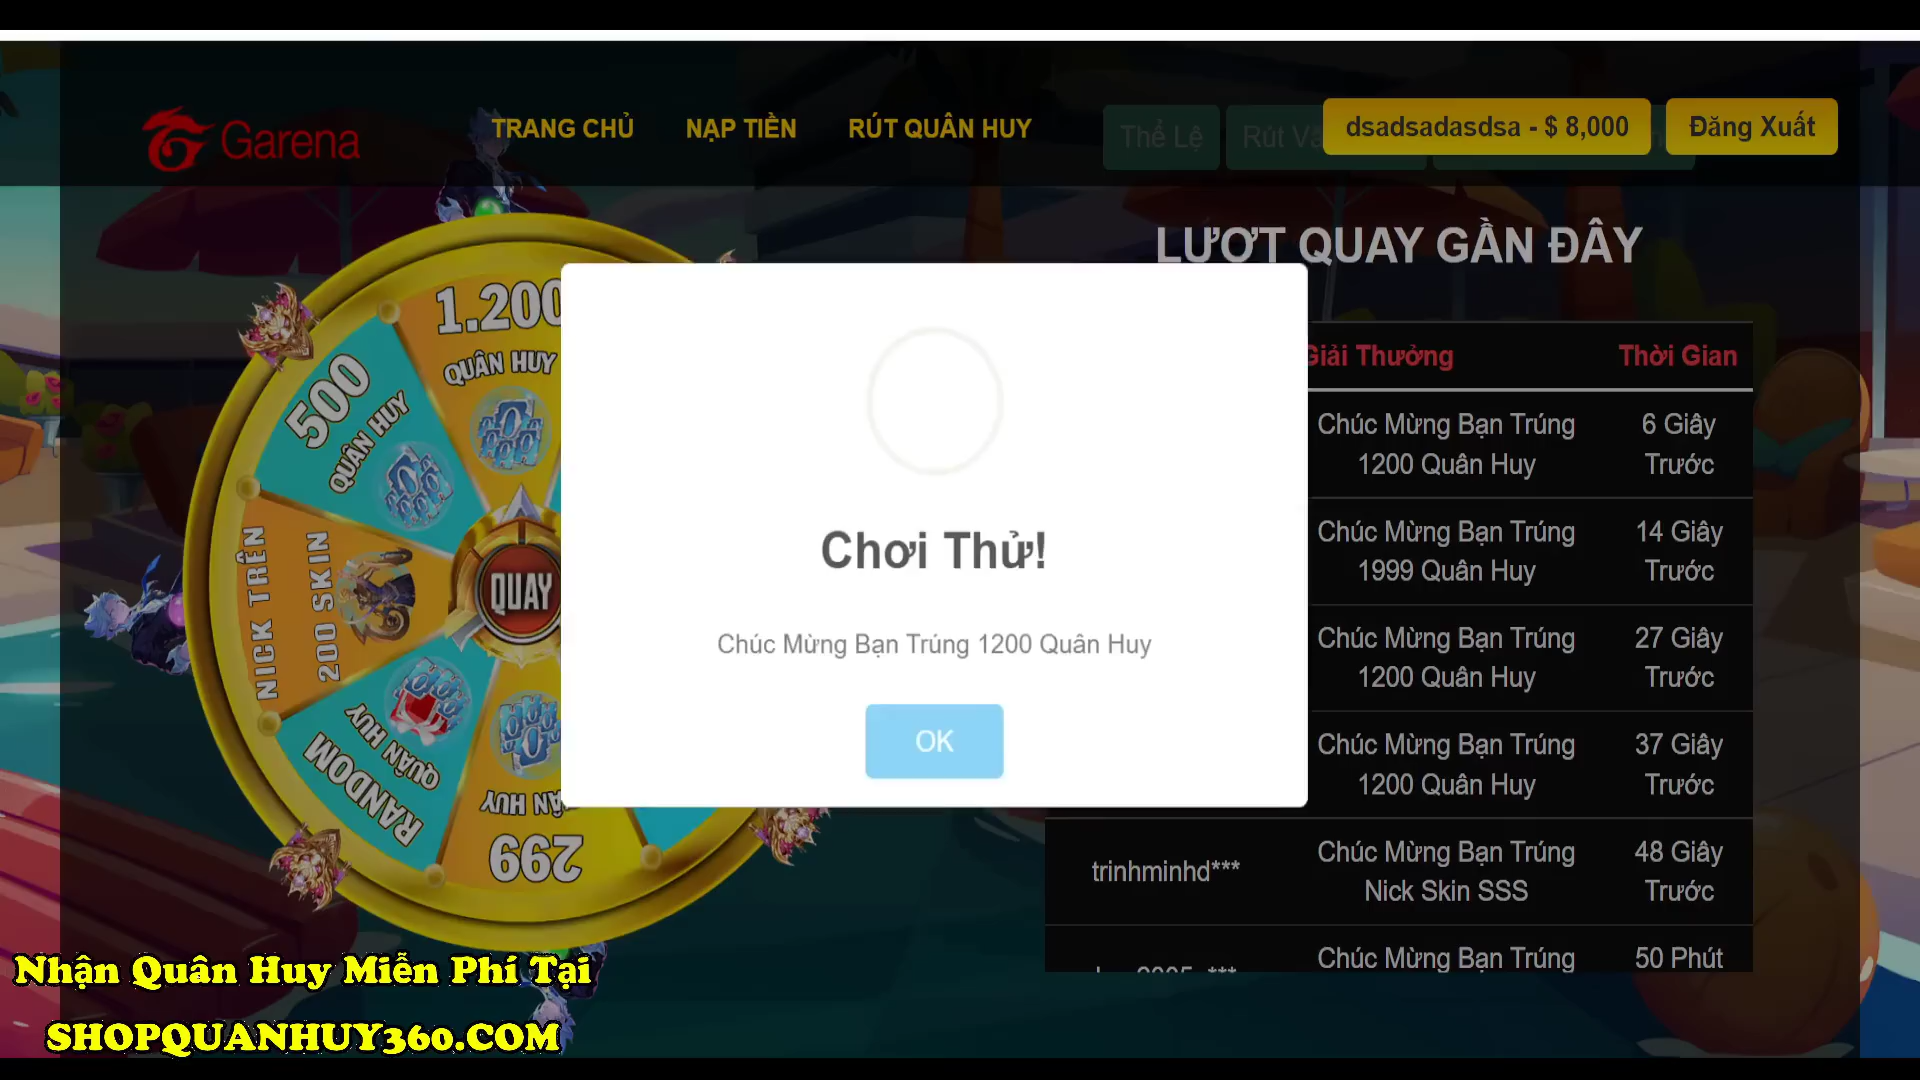 Garena
TRANG CHỦ
NẠP TIỀN
RÚT QUÂN HUY
Thể Lệ
Rút
dsadsadasdsa - $ 8,000
Đăng Xuất
LƯỢT QUAY GẦN ĐÂY
Giải Thưởng
Thời Gian
Chúc Mừng Bạn Trúng
1200 Quân Huy
6 Giây
Trước
Chúc Mừng Bạn Trúng
1999 Quân Huy
14 Giây
Trước
Chúc Mừng Bạn Trúng
1200 Quân Huy
27 Giây
Trước
Chúc Mừng Bạn Trúng
1200 Quân Huy
37 Giây
Trước
trinhminhd***
Chúc Mừng Bạn Trúng
Nick Skin SSS
48 Giây
Trước
Chúc Mừng Bạn Trúng
50 Phút
1.200
QUÂN HUY
500
QUÂN HUY
NICK TRÊN
200 SKIN
RANDOM
QUÂN HUY
299
QUÂN HUY
QUAY
Chơi Thử!
Chúc Mừng Bạn Trúng 1200 Quân Huy
OK
Nhận Quân Huy Miễn Phí Tại
SHOPQUANHUY360.COM